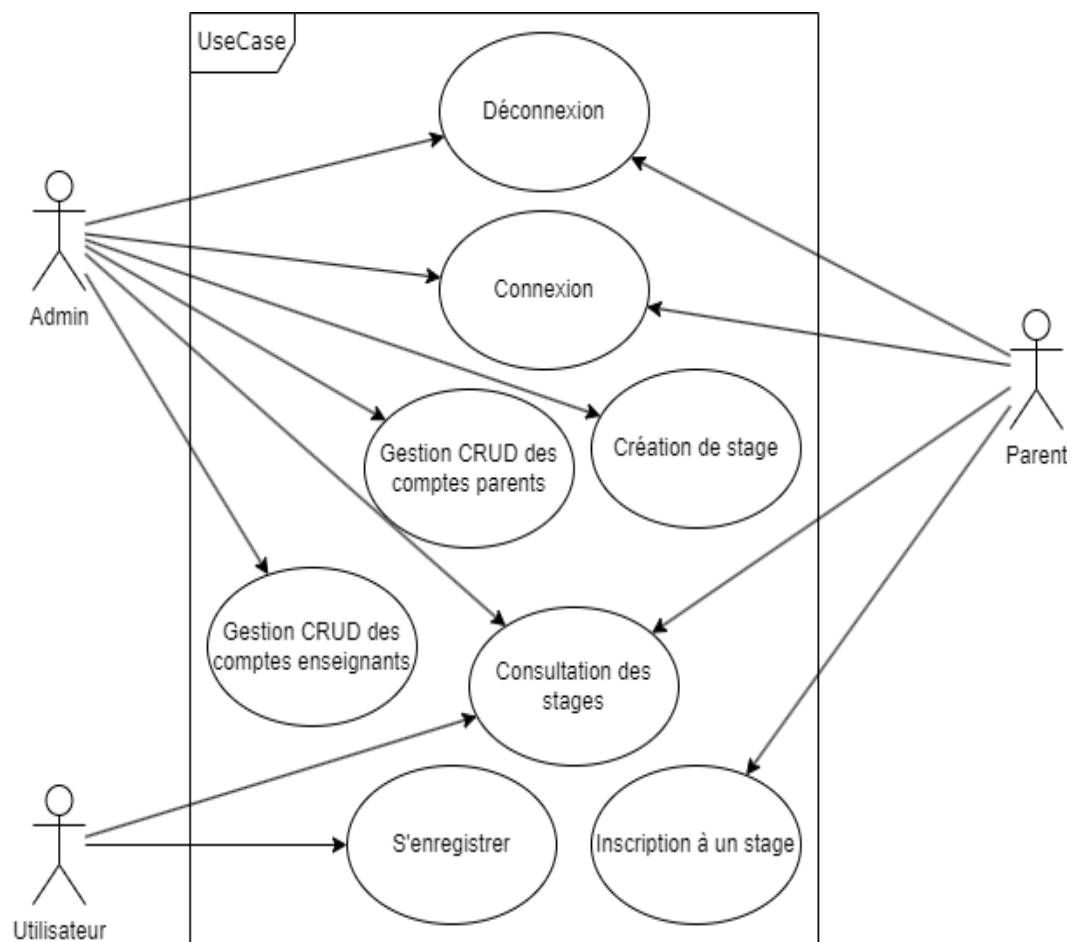 UseCase
Déconnexion
Connexion
Admin
Gestion CRUD des
comptes parents
Création de stage
Parent
Gestion CRUD des
comptes enseignants
Consultation des
stages
S'enregistrer
Inscription à un stage
Utilisateur